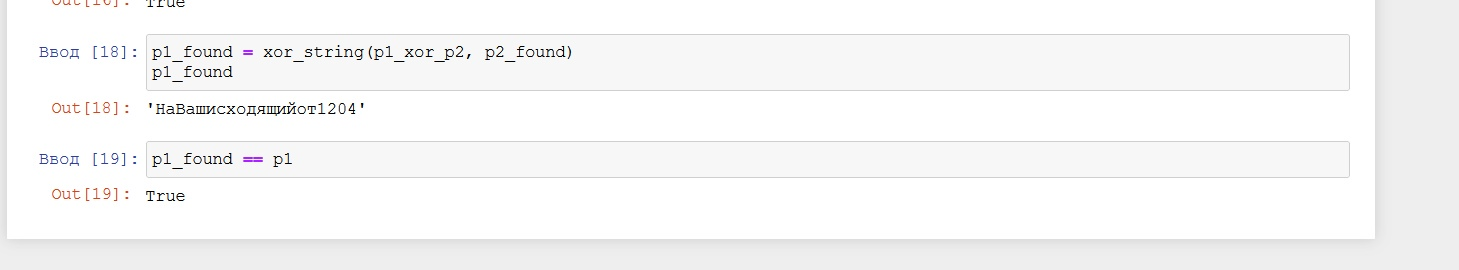 Out[16]: True
Ввод [18]: p1_found = xor_string(p1_xor_p2, p2_found)
p1_found
Out[18]: 'НаВашисходящийот1204'
Ввод [19]: p1_found == p1
Out[19]: True